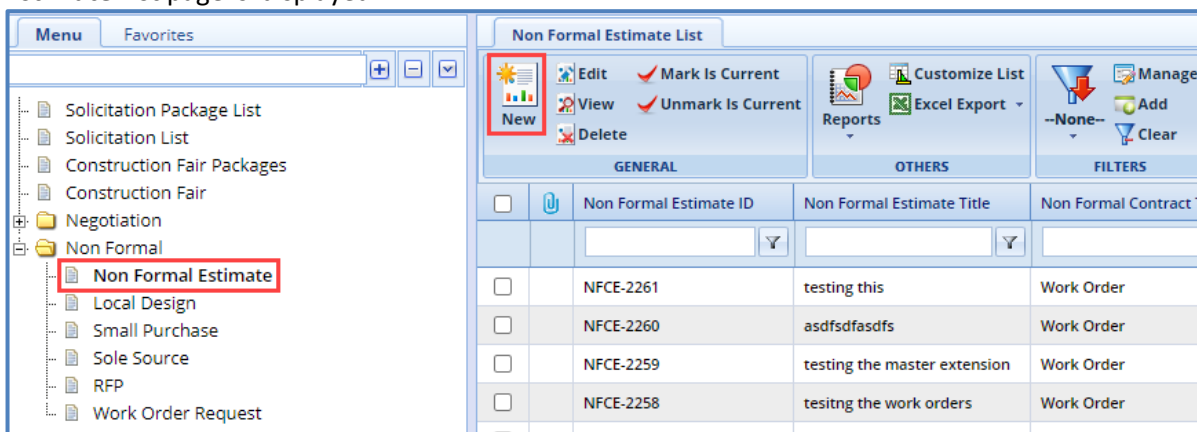 Menu Favorites
Solicitation Package List
Solicitation List
Construction Fair Packages
Construction Fair
Negotiation
Non Formal
Non Formal Estimate
Local Design
Small Purchase
Sole Source
RFP
Work Order Request
Non Formal Estimate List
New
Edit Mark Is Current
View Unmark Is Current
Delete
GENERAL
Reports
Customize List
Excel Export
OTHERS
--None--
Manage
Add
Clear
FILTERS
Non Formal Estimate ID Non Formal Estimate Title Non Formal Contract
NFCE-2261 testing this Work Order
NFCE-2260 asdfsdfasdfs Work Order
NFCE-2259 testing the master extension Work Order
NFCE-2258 tesitng the work orders Work Order